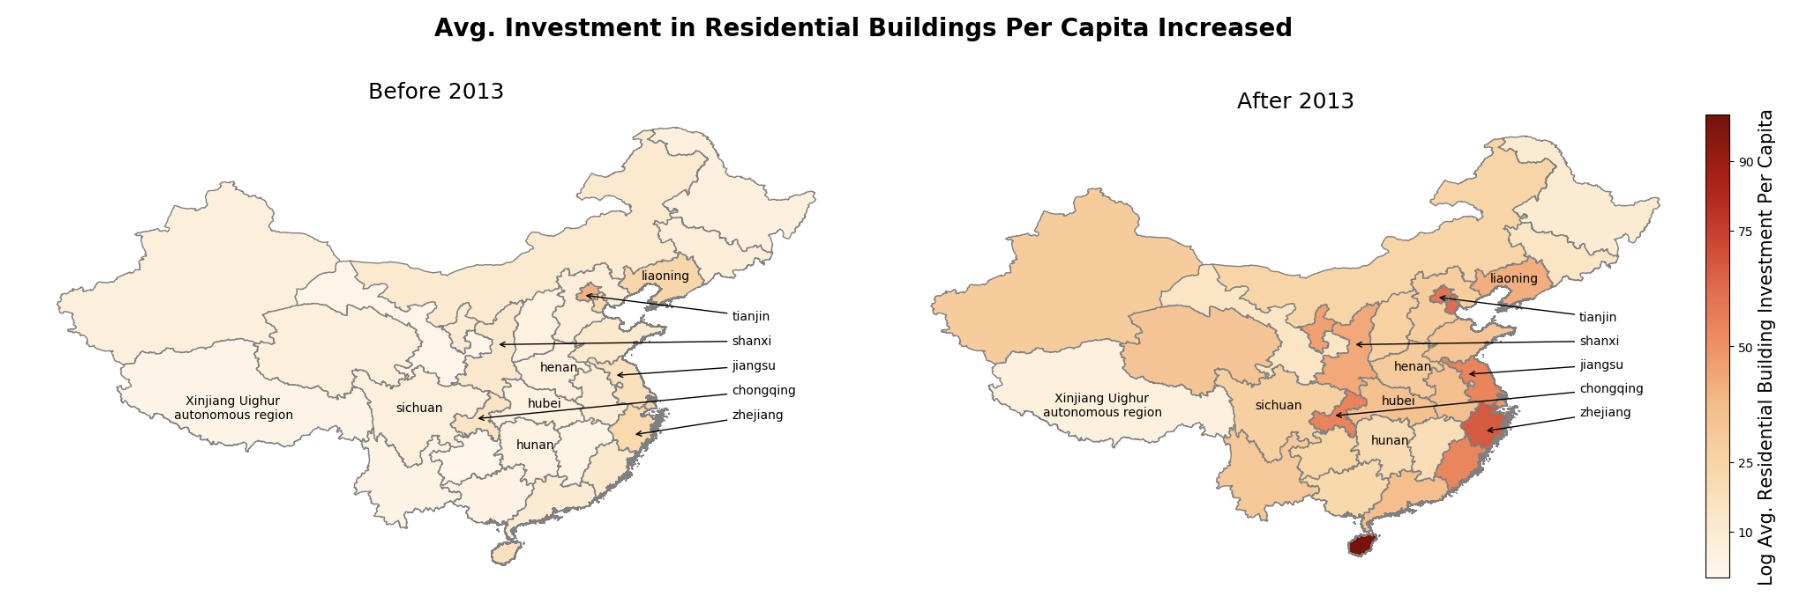 Avg. Investment in Residential Buildings Per Capita Increased
Before 2013
liaoning
tianjin
shanxi
jiangsu
henan
chongqing
Xinjiang Uighur
autonomous region
sichuan
hubei
zhejiang
hunan
After 2013
liaoning
tianjin
shanxi
jiangsu
henan
chongqing
Xinjiang Uighur
autonomous region
sichuan
hubei
zhejiang
hunan
90
75
50
25
10
Log Avg. Residential Building Investment Per Capita